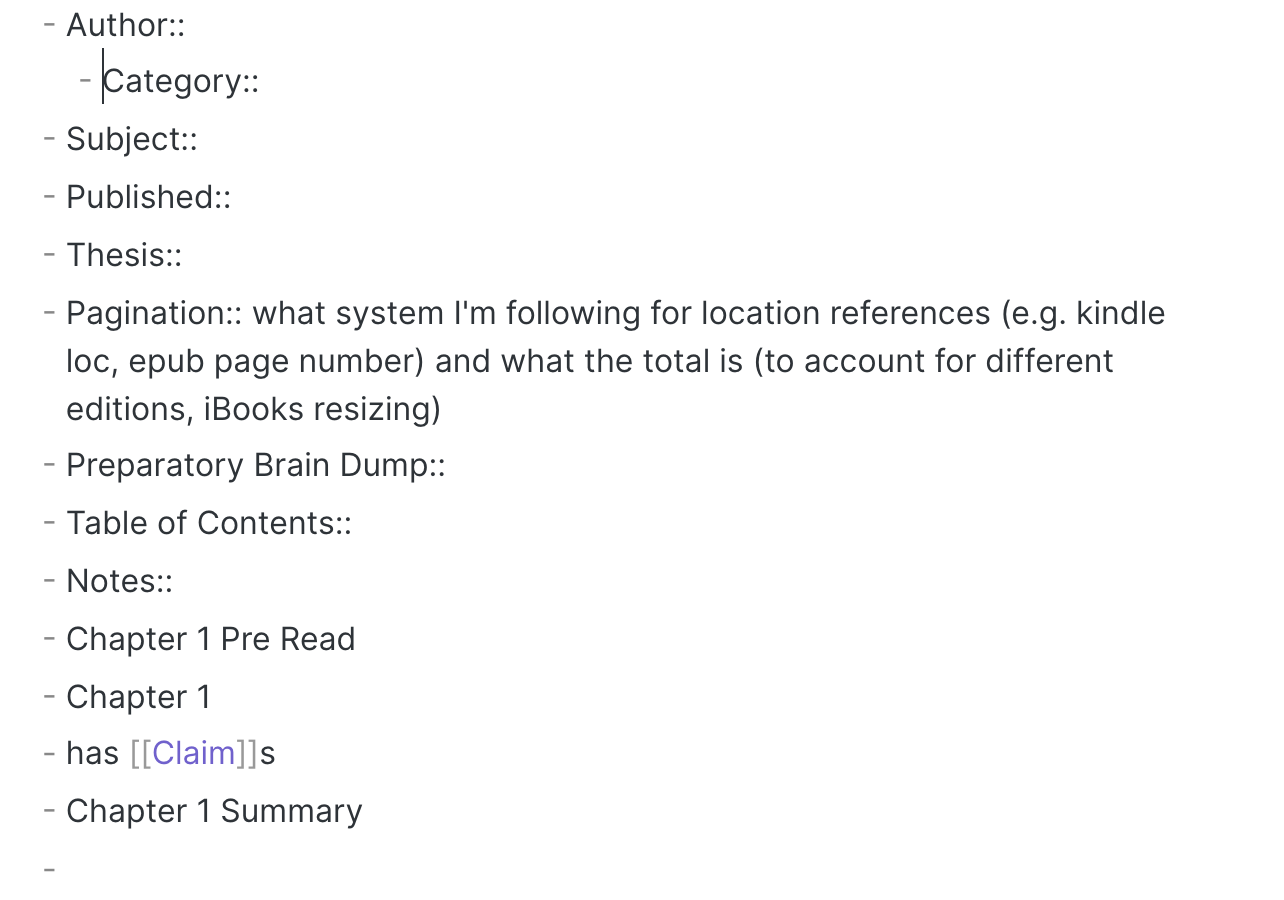 - Author::
- Category::
- Subject::
- Published::
- Thesis::
- Pagination:: what system I'm following for location references (e.g. kindle
loc, epub page number) and what the total is (to account for different
editions, iBooks resizing)
- Preparatory Brain Dump::
- Table of Contents::
- Notes::
- Chapter 1 Pre Read
- Chapter 1
- has [[Claim]]s
- Chapter 1 Summary
-